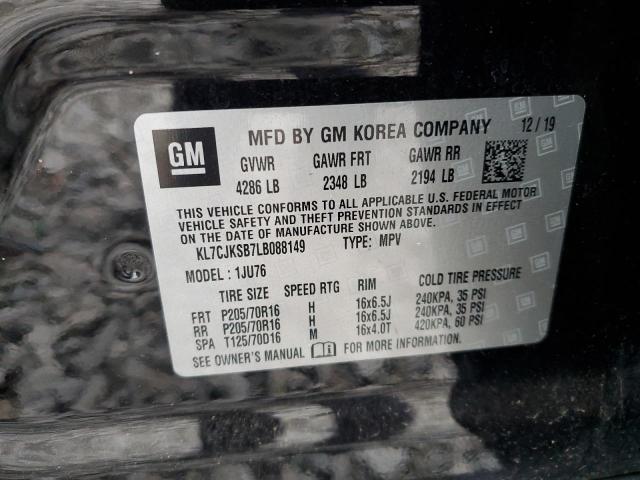 GM
MFD BY GM KOREA COMPANY 12/19
GVWR GAWR FRT GAWR RR
4286 LB 2348 LB 2194 LB
THIS VEHICLE CONFORMS TO ALL APPLICABLE U.S. FEDERAL MOTOR
VEHICLE SAFETY AND THEFT PREVENTION STANDARDS IN EFFECT ON
THE DATE OF MANUFACTURE SHOWN ABOVE.
KL7CJKSB7LB088149 TYPE: MPV
MODEL: 1JU76
TIRE SIZE SPEED RTG RIM COLD TIRE PRESSURE
FRT P205/70R16 H 16x6.5J 240KPA, 35 PSI
RR P205/70R16 H 16x6.5J 240KPA, 35 PSI
SPA T125/70D16 M 16x4.0T 420KPA, 60 PSI
SEE OWNER'S MANUAL FOR MORE INFORMATION.